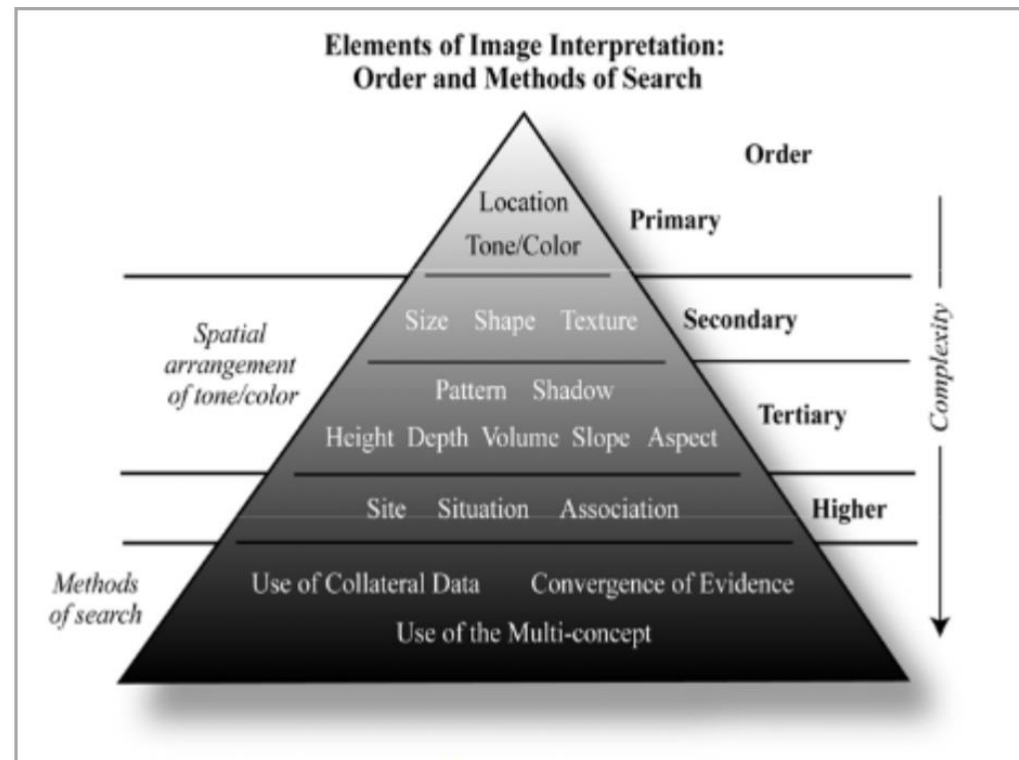 Elements of Image Interpretation:
Order and Methods of Search
Order
Location
Primary
Tone/Color
Size Shape Texture
Secondary
Spatial
arrangement
of tone/color
Pattern Shadow
Tertiary
Height Depth Volume Slope Aspect
Complexity
Site Situation Association
Higher
Methods
of search
Use of Collateral Data Convergence of Evidence
Use of the Multi-concept